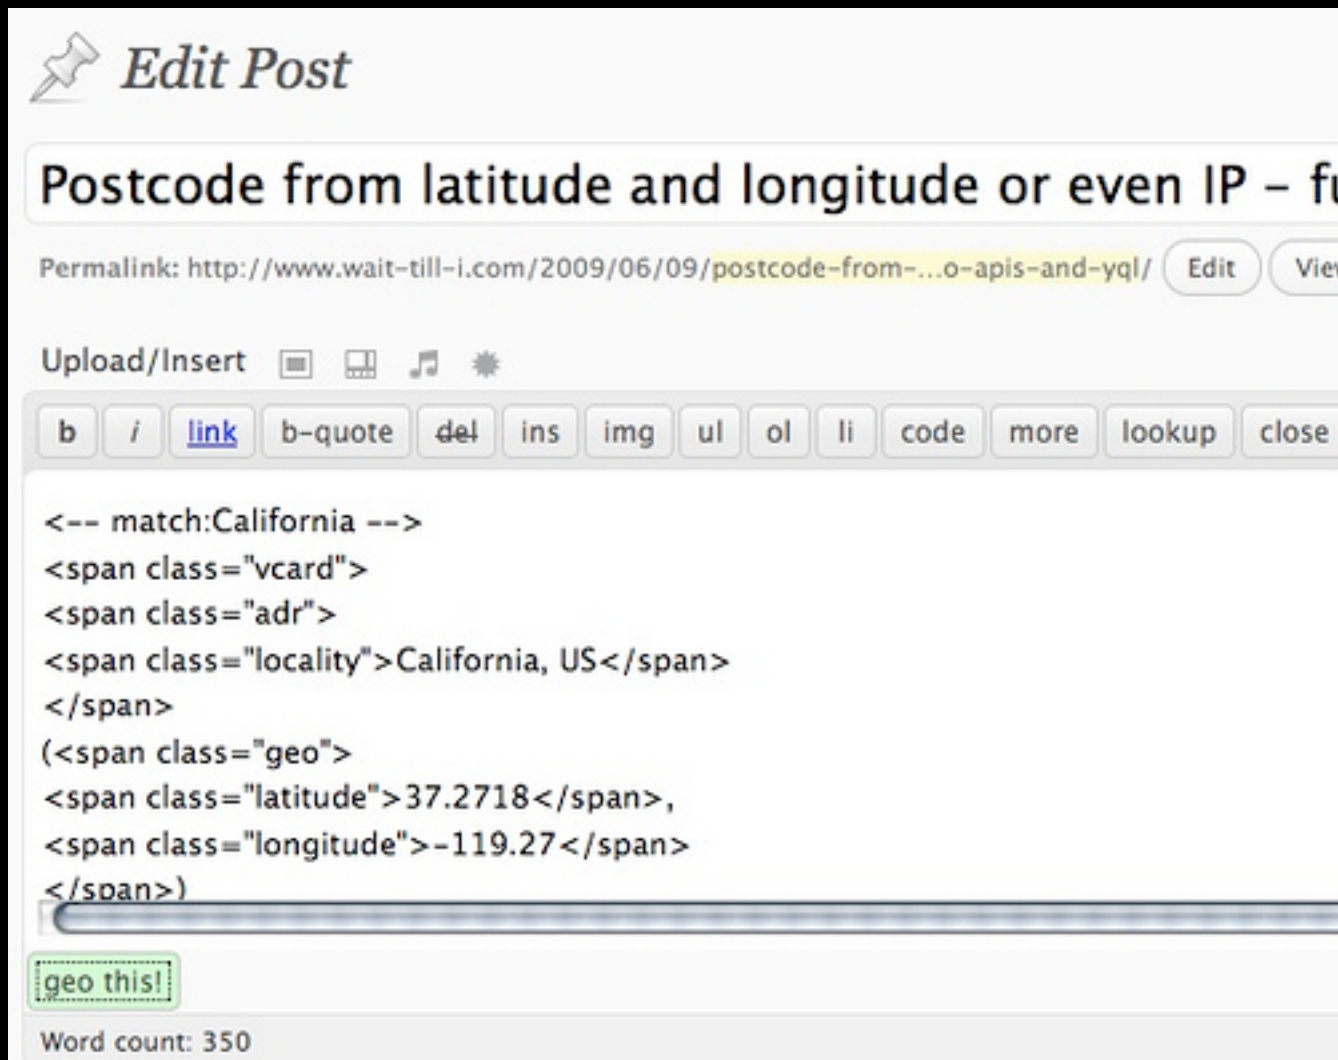 Edit Post
Postcode from latitude and longitude or even IP – fu
Permalink: http://www.wait-till-i.com/2009/06/09/postcode-from-...o-apis-and-yql/ Edit View
Upload/Insert
b i link b-quote del ins img ul ol li code more lookup close
<-- match:California -->
<span class="vcard">
<span class="adr">
<span class="locality">California, US</span>
</span>
(<span class="geo">
<span class="latitude">37.2718</span>,
<span class="longitude">-119.27</span>
</span>)
geo this!
Word count: 350